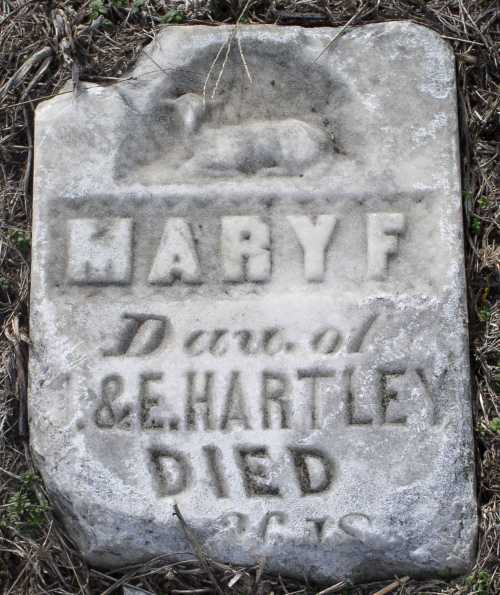 MARY F
Dau. of
J. & E. HARTLEY,
DIED